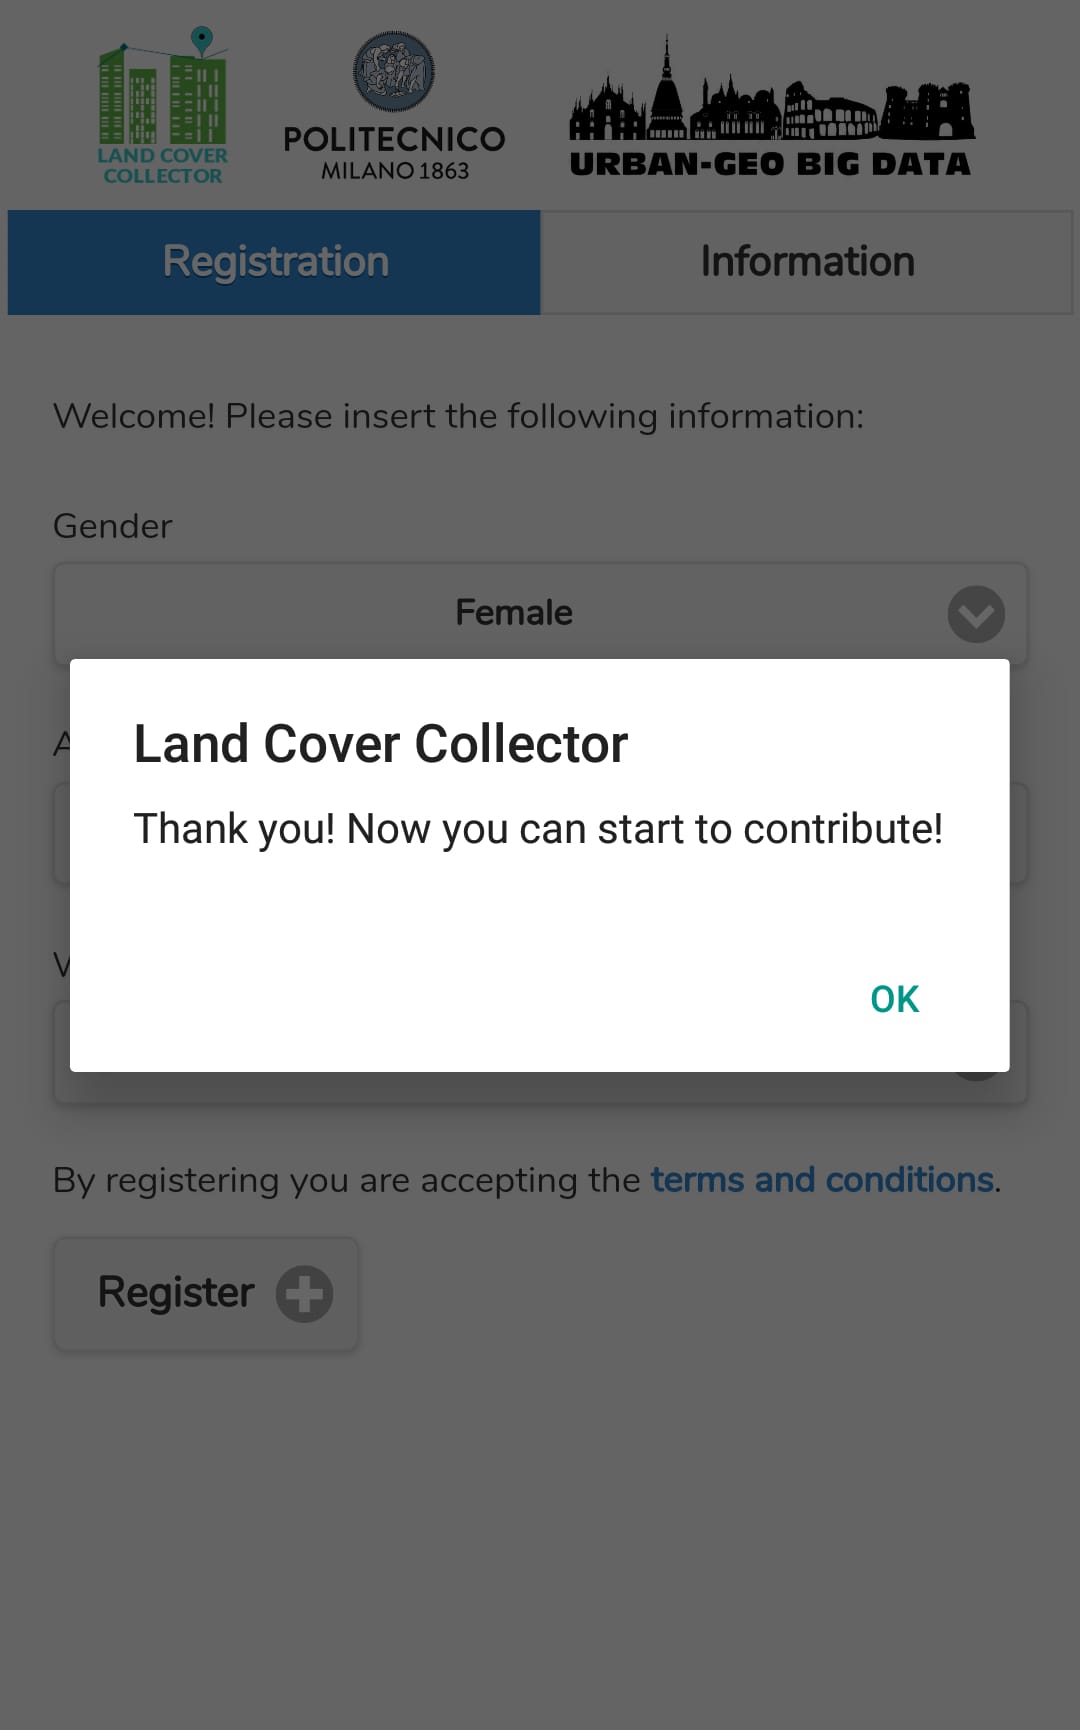 LAND COVER
COLLECTOR
POLITECNICO
MILANO 1863
URBAN-GEO BIG DATA
Registration
Information
Welcome! Please insert the following information:
Gender
Female
Land Cover Collector
Thank you! Now you can start to contribute!
OK
By registering you are accepting the terms and conditions.
Register